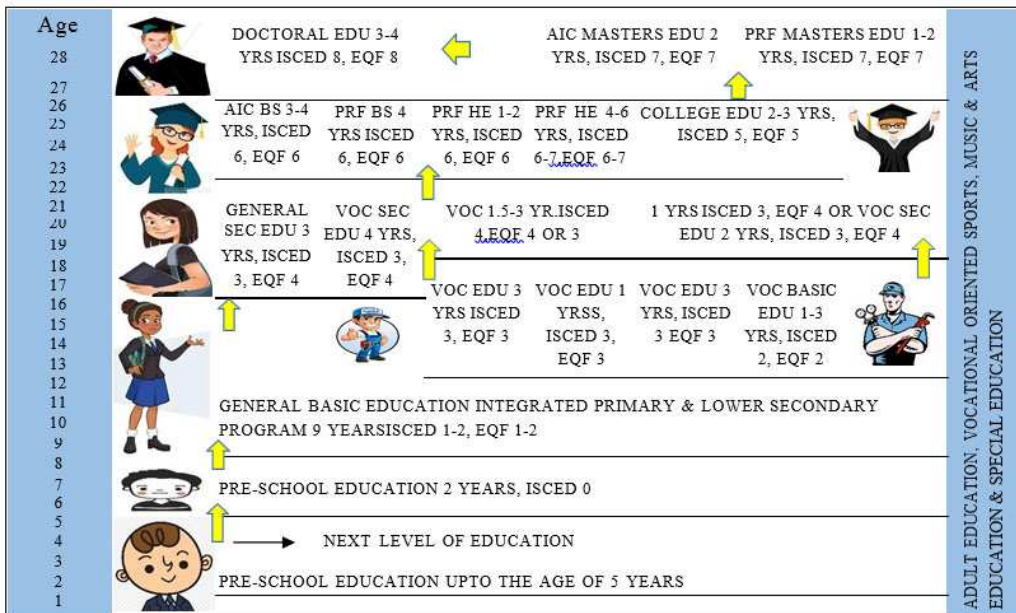 Age
28
27
26
25
24
23
22
21
20
19
18
17
16
15
14
13
12
11
10
9
8
7
6
5
4
3
2
1
DOCTORAL EDU 3-4
YRS ISCED 8, EQF 8
AIC MASTERS EDU 2
YRS, ISCED 7, EQF 7
PRF MASTERS EDU 1-2
YRS, ISCED 7, EQF 7
AIC BS 3-4
YRS, ISCED
6, EQF 6
PRF BS 4
YRS ISCED
6, EQF 6
PRF HE 1-2
YRS, ISCED
6, EQF 6
PRF HE 4-6
YRS, ISCED
6-7,EQF 6-7
COLLEGE EDU 2-3 YRS,
ISCED 5, EQF 5
GENERAL
SEC EDU 3
YRS, ISCED
3, EQF 4
VOC SEC
EDU 4 YRS,
ISCED 3,
EQF 4
VOC 1.5-3 YR.ISCED
4,EQF 4 OR 3
1 YRS ISCED 3, EQF 4 OR VOC SEC
EDU 2 YRS, ISCED 3, EQF 4
VOC EDU 3
YRS ISCED
3, EQF 3
VOC EDU 1
YRSS,
ISCED 3,
EQF 3
VOC EDU 3
YRS, ISCED
3 EQF 3
VOC BASIC
EDU 1-3
YRS, ISCED
2, EQF 2
GENERAL BASIC EDUCATION INTEGRATED PRIMARY & LOWER SECONDARY
PROGRAM 9 YEARSISCED 1-2, EQF 1-2
PRE-SCHOOL EDUCATION 2 YEARS, ISCED 0
NEXT LEVEL OF EDUCATION
PRE-SCHOOL EDUCATION UPTO THE AGE OF 5 YEARS
ADULT EDUCATION, VOCATIONAL ORIENTED SPORTS, MUSIC & ARTS
EDUCATION & SPECIAL EDUCATION